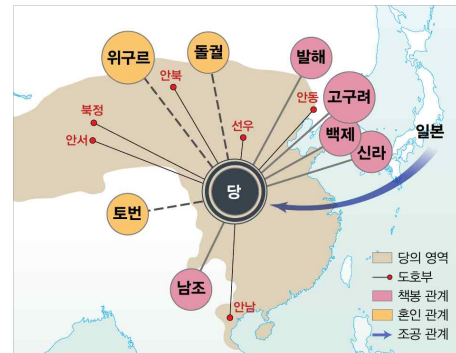 위구르
돌궐
발해
안북
고구려
북정
안동
선우
백제
일본
안서
신라
당
토번
당의 영역
도호부
남조
책봉 관계
안남
혼인 관계
조공 관계